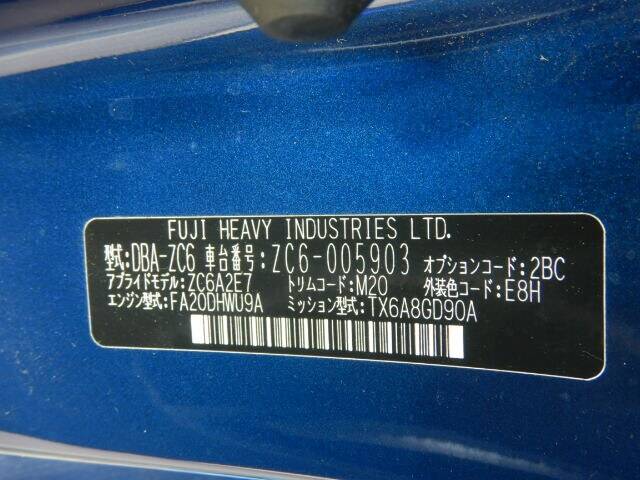 FUJI HEAVY INDUSTRIES LTD.
型式:DBA-ZC6 車台番号:ZC6-005903 オプションコード:2BC
アプライドモデル:ZC6A2E7 トリムコード:M20 外装色コード:E8H
エンジン型式:FA20DHWU9A ミッション型式:TX6A8GD90A